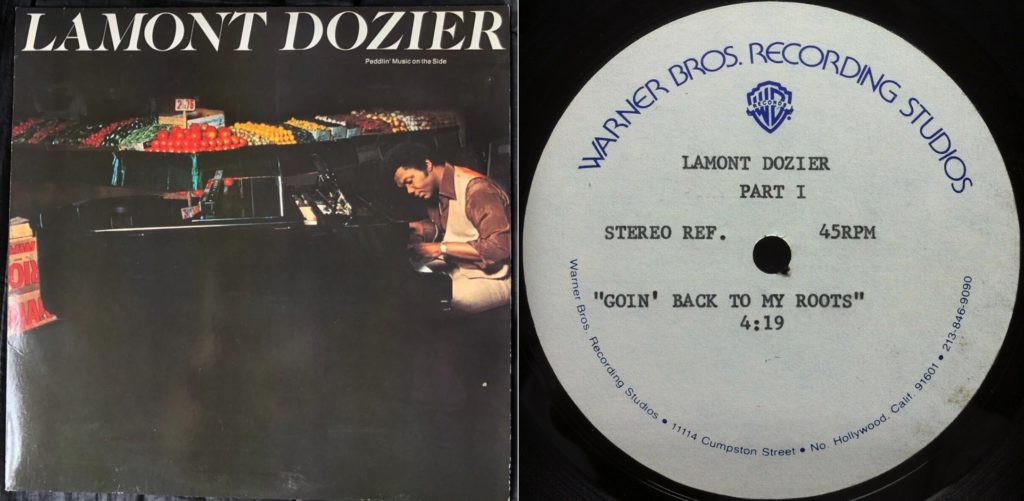 LAMONT DOZIER
Peddlin' Music on the Side
WARNER BROS. RECORDING STUDIOS
RECORDS
LAMONT DOZIER
PART I
STEREO REF. 45RPM
"GOIN' BACK TO MY ROOTS"
4:19
Warner Bros. Recording Studios • 11114 Cumpston Street • No. Hollywood, Calif. 91601 • 213-846-9090